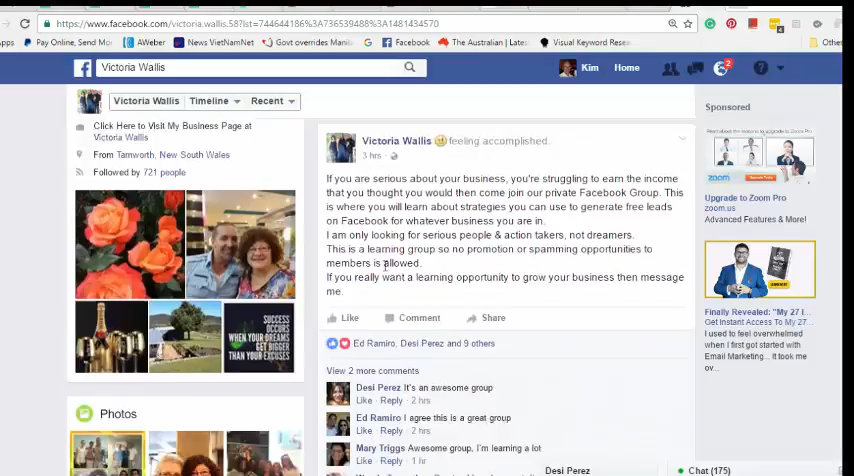 https://www.facebook.com/victoria.wallis.58?lst=744644186%3A736539488%3A1481434570
Pay Online, Send Mon
AWeber
News VietNamNet
Govt overrides Manila
Facebook
The Australian | Latest
Visual Keyword Resea
Victoria Wallis
Kim
Home
2
Victoria Wallis
Timeline
Recent
Click Here to Visit My Business Page at
Victoria Wallis
From Tamworth, New South Wales
Followed by 721 people
SUCCESS
OCCURS
WHEN YOUR DREAMS
GET BIGGER
THAN YOUR EXCUSES
Photos
Victoria Wallis feeling accomplished.
3 hrs ·
If you are serious about your business, you're struggling to earn the income
that you thought you would then come join our private Facebook Group. This
is where you will learn about strategies you can use to generate free leads
on Facebook for whatever business you are in.
I am only looking for serious people & action takers, not dreamers.
This is a learning group so no promotion or spamming opportunities to
members is allowed.
If you really want a learning opportunity to grow your business then message
me.
Like
Comment
Share
Ed Ramiro, Desi Perez and 9 others
View 2 more comments
Desi Perez It's an awesome group
Like · Reply · 2 hrs
Ed Ramiro I agree this is a great group
Like · Reply · 2 hrs
Mary Triggs Awesome group, I'm learning a lot
Like · Reply · 1 hr
Desi Perez
Sponsored
zoom
Upgrade to Zoom Pro
zoom.us
Advanced Features & More!
Finally Revealed: "My 27 I...
Get Instant Access To My 27...
I used to feel overwhelmed
when I first got started with
Email Marketing... It took me
ov...
Chat (175)